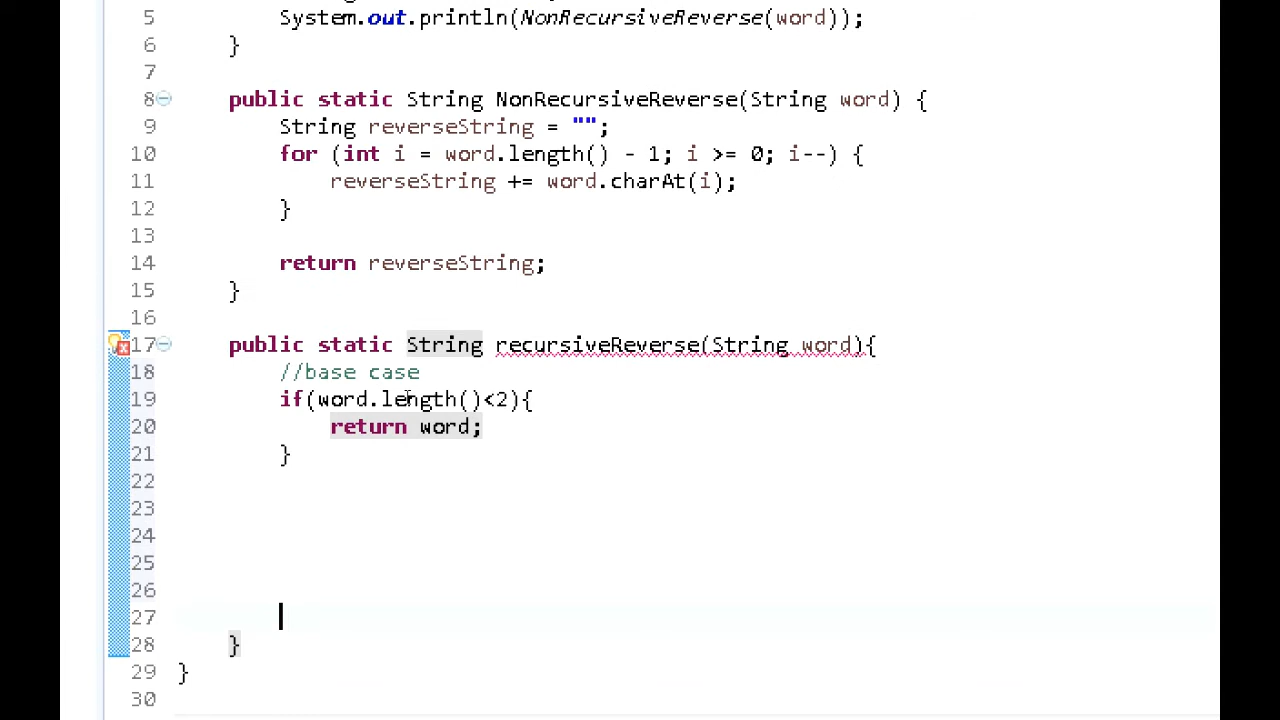 5 System.out.println(NonRecursiveReverse(word));
6 }
7
8 public static String NonRecursiveReverse(String word) {
9 String reverseString = "";
10 for (int i = word.length() - 1; i >= 0; i--) {
11 reverseString += word.charAt(i);
12 }
13
14 return reverseString;
15 }
16
17 public static String recursiveReverse(String word){
18 //base case
19 if(word.length()<2){
20 return word;
21 }
22
23
24
25
26
27
28 }
29 }
30